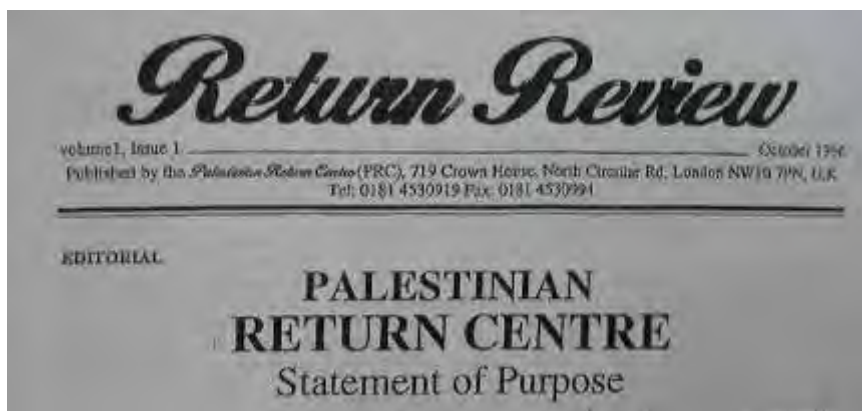 Return Review
volume1, Issue 1 October 1996
Published by the Palestinian Return Centre (PRC), 719 Crown House, North Circular Rd, London NW10 7PN, U.K
Tel: 0181 4530919 Fax: 0181 4530994
EDITORIAL
PALESTINIAN
RETURN CENTRE
Statement of Purpose